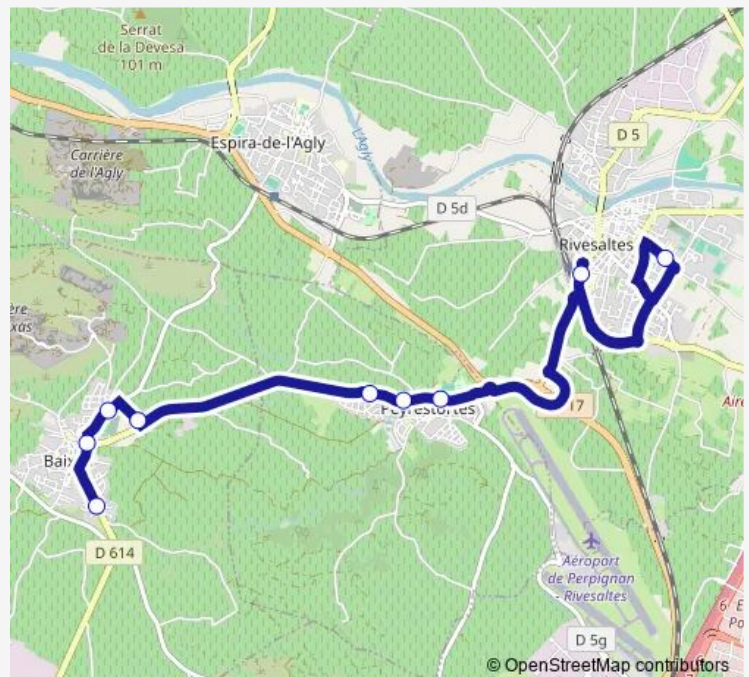 Serrat
de la Devesa
101 m
Espira-de-l'Agly
L'Agly
Carrière
de l'Agly
D 5
D 5d
Rivesaltes
17
Peyrestortes
D 614
Aéroport
de Perpignan
- Rivesaltes
D 5g
© OpenStreetMap contributors